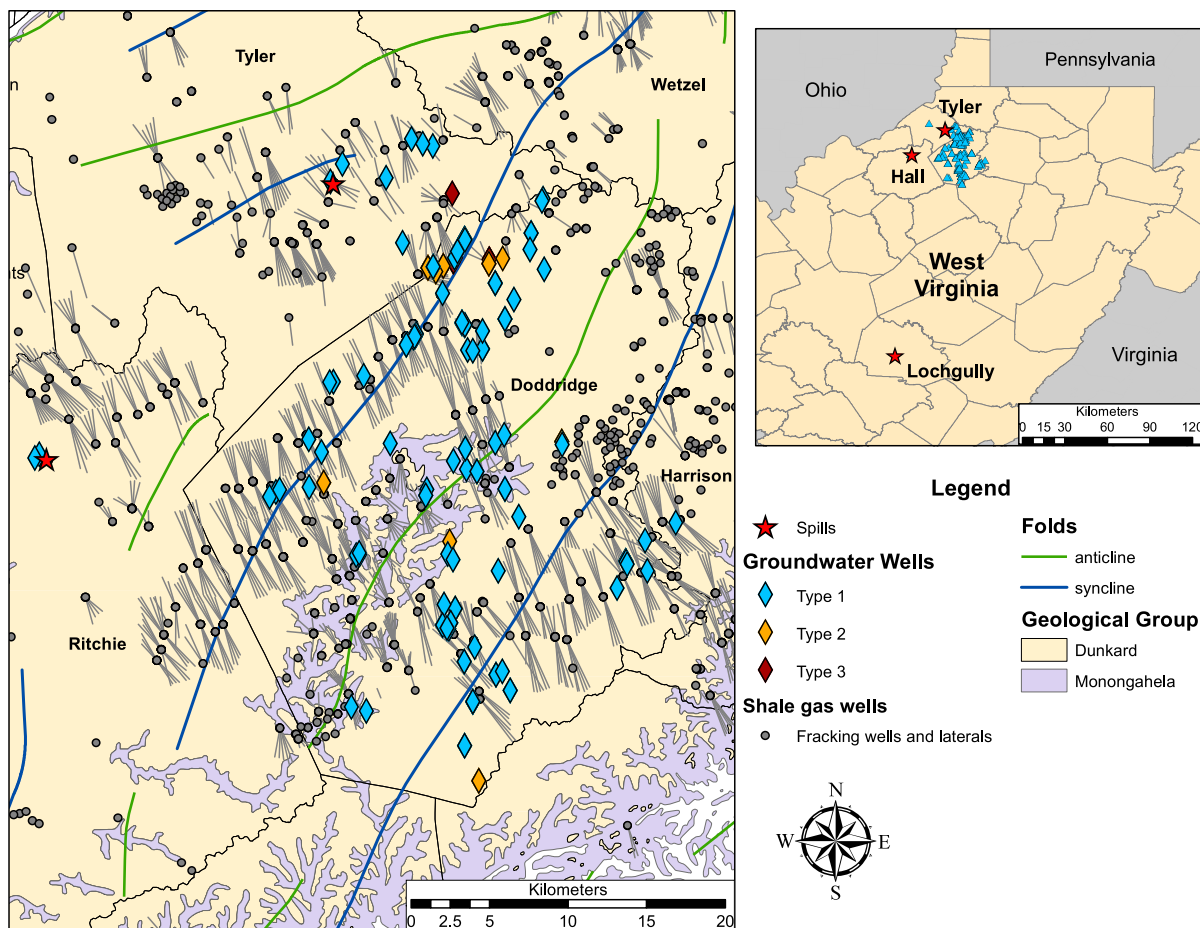 Tyler
Wetzel
n
ts
Doddridge
Harrison
Ritchie
Kilometers
0 2.5 5 10 15 20
Ohio
Pennsylvania
Tyler
Hall
West
Virginia
Lochgully
Virginia
Kilometers
0 15 30 60 90 120
Legend
Spills
Groundwater Wells
Type 1
Type 2
Type 3
Shale gas wells
Fracking wells and laterals
Folds
anticline
syncline
Geological Group
Dunkard
Monongahela
N
W E
S